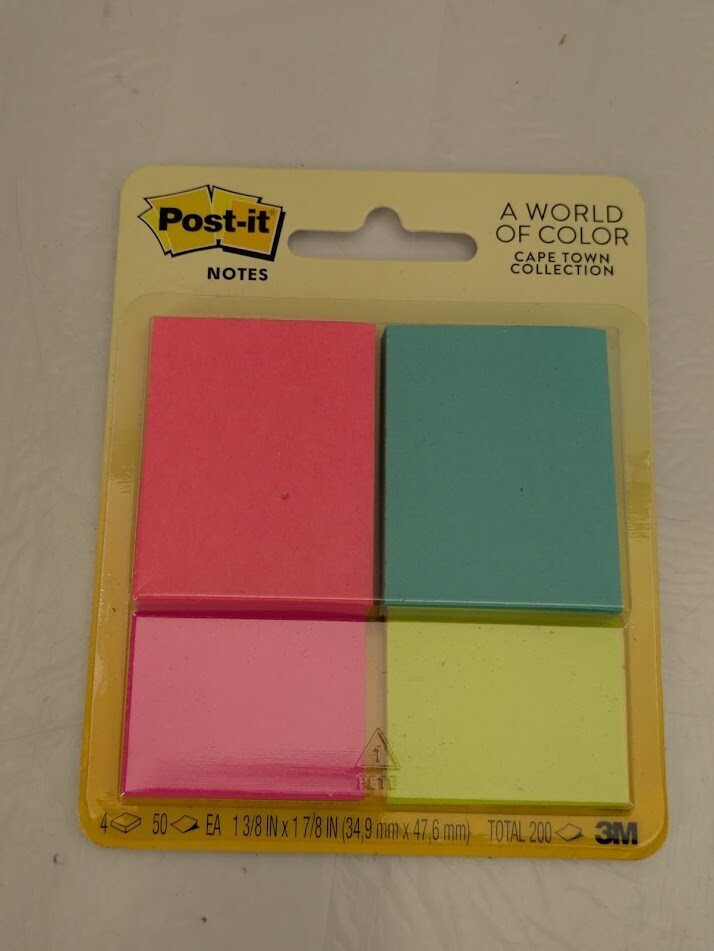 Post-it
NOTES
A WORLD
OF COLOR
CAPE TOWN
COLLECTION
1
PETE
4 50 EA 1 3/8 IN x 1 7/8 IN (34,9 mm x 47,6 mm) TOTAL 200 3M